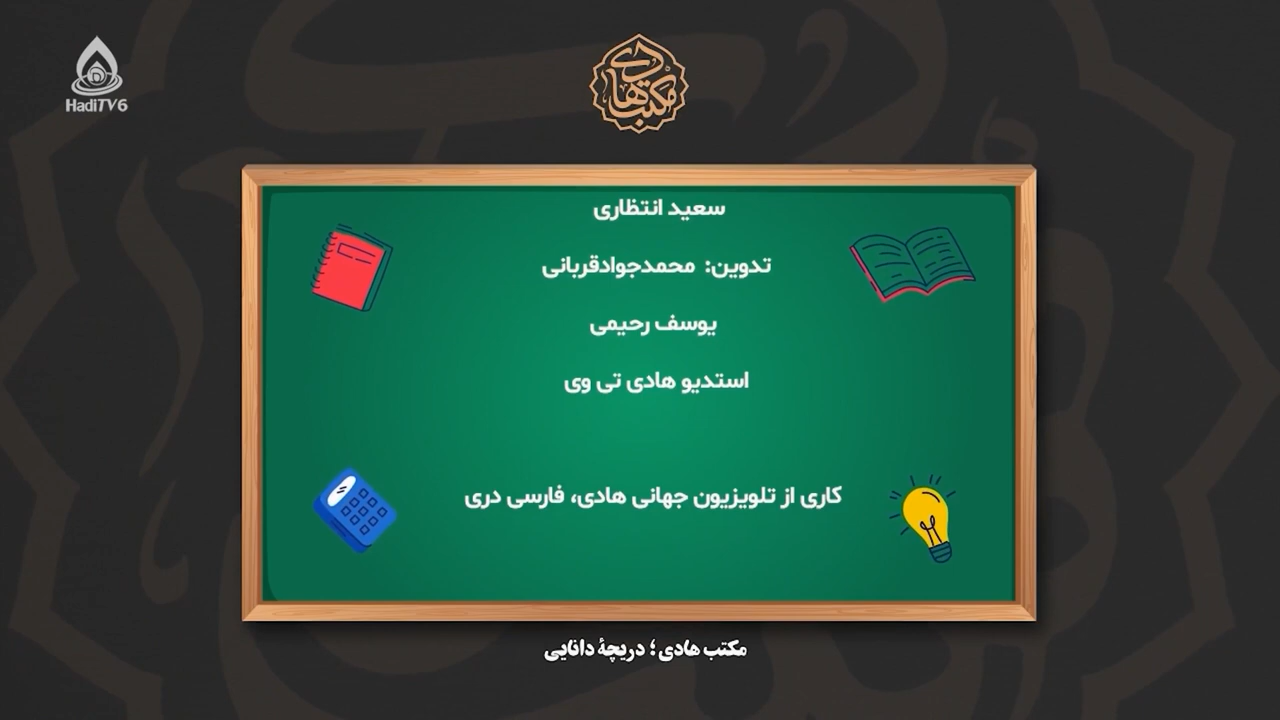 HadiTV6
مکتب هادی
سعید انتظاری
تدوین: محمدجوادقربانی
یوسف رحیمی
استدیو هادی تی وی
کاری از تلویزیون جهانی هادی، فارسی دری
مکتب هادی؛ دریچهٔ دانایی